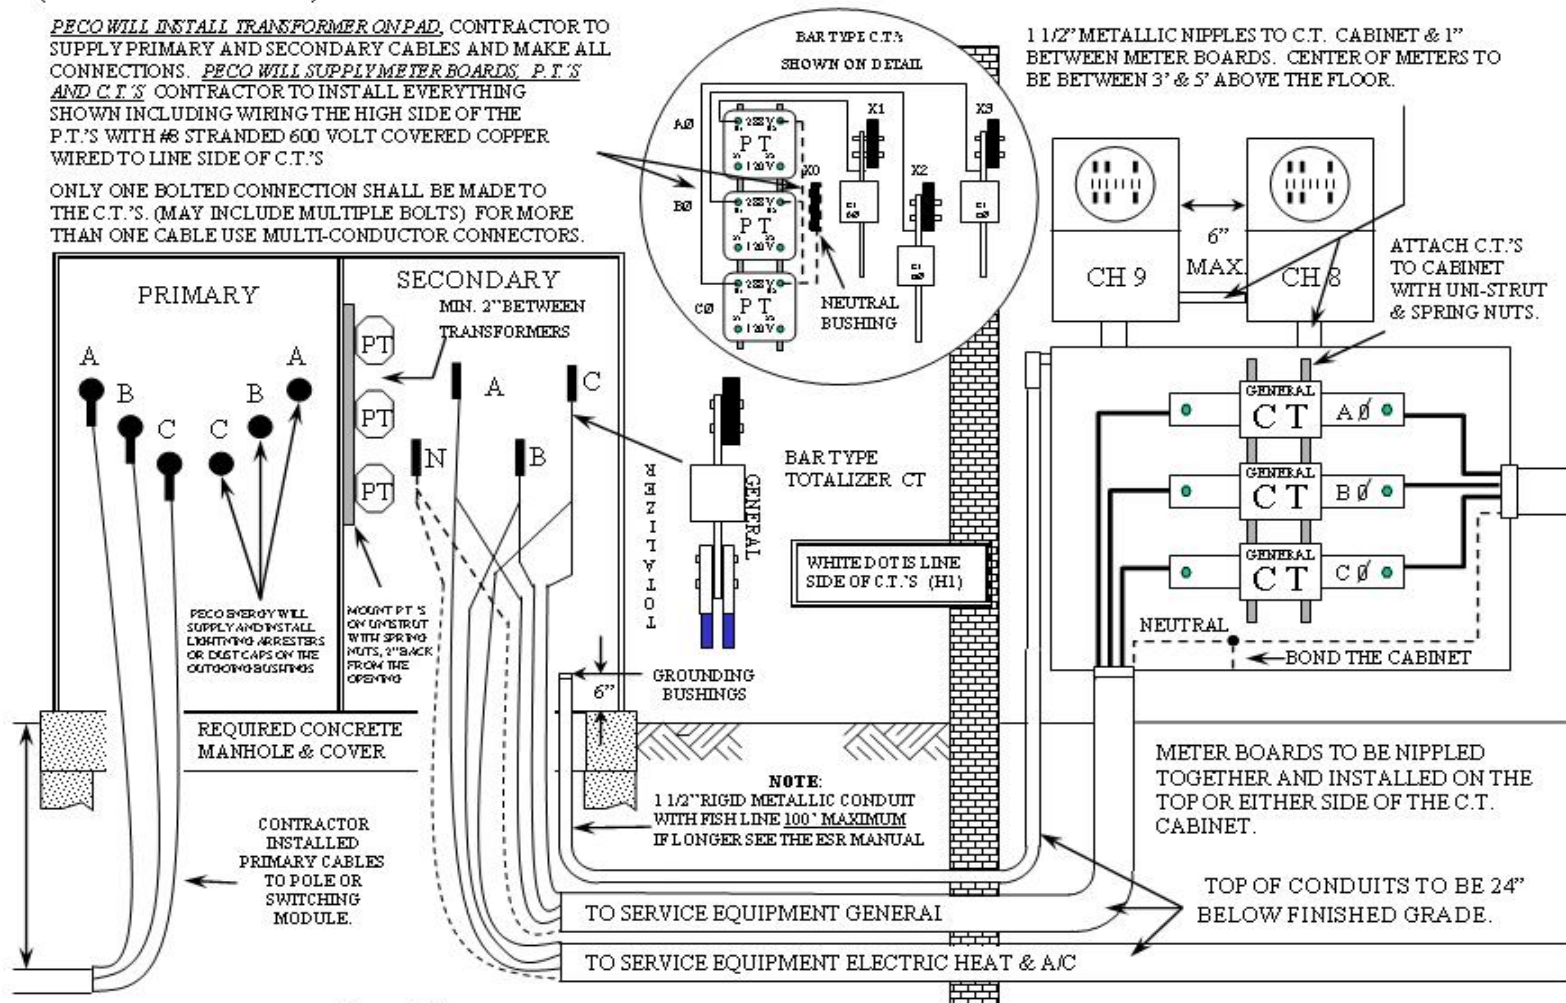 PECO WILL INSTALL TRANSFORMER ON PAD, CONTRACTOR TO
SUPPLY PRIMARY AND SECONDARY CABLES AND MAKE ALL
CONNECTIONS. PECO WILL SUPPLY METER BOARDS, P.T.'S
AND C.T.'S CONTRACTOR TO INSTALL EVERYTHING
SHOWN INCLUDING WIRING THE HIGH SIDE OF THE
P.T.'S WITH #8 STRANDED 600 VOLT COVERED COPPER
WIRED TO LINE SIDE OF C.T.'S
ONLY ONE BOLTED CONNECTION SHALL BE MADE TO
THE C.T.'S. (MAY INCLUDE MULTIPLE BOLTS) FOR MORE
THAN ONE CABLE USE MULTI-CONDUCTOR CONNECTORS.
BAR TYPE C.T.'s
SHOWN ON DETAIL
X1
X3
AØ
288V
PT
120V
X0
X2
BØ
288V
PT
120V
CØ
288V
PT
120V
NEUTRAL
BUSHING
1 1/2" METALLIC NIPPLES TO C.T. CABINET & 1"
BETWEEN METER BOARDS. CENTER OF METERS TO
BE BETWEEN 3' & 5' ABOVE THE FLOOR.
6"
MAX.
CH 9
CH 8
ATTACH C.T.'S
TO CABINET
WITH UNI-STRUT
& SPRING NUTS.
PRIMARY
SECONDARY
MIN. 2" BETWEEN
TRANSFORMERS
A
B
C
C
B
A
PT
PT
PT
A
C
N
B
PECO ENERGY WILL
SUPPLY AND INSTALL
LIGHTNING ARRESTERS
OR DUST CAPS ON THE
OUTGOING BUSHINGS
MOUNT PT'S
ON UNISTRUT
WITH SPRING
NUTS, 2" BACK
FROM THE
OPENING
TOTALIZER
GENERAL
BAR TYPE
TOTALIZER CT
WHITE DOT IS LINE
SIDE OF C.T.'S (H1)
GENERAL
CT
AØ
GENERAL
CT
BØ
GENERAL
CT
CØ
NEUTRAL
BOND THE CABINET
6"
GROUNDING
BUSHINGS
REQUIRED CONCRETE
MANHOLE & COVER
CONTRACTOR
INSTALLED
PRIMARY CABLES
TO POLE OR
SWITCHING
MODULE.
NOTE:
1 1/2" RIGID METALLIC CONDUIT
WITH FISH LINE 100' MAXIMUM
IF LONGER SEE THE ESR MANUAL
METER BOARDS TO BE NIPPLED
TOGETHER AND INSTALLED ON THE
TOP OR EITHER SIDE OF THE C.T.
CABINET.
TOP OF CONDUITS TO BE 24"
BELOW FINISHED GRADE.
TO SERVICE EQUIPMENT GENERAL
TO SERVICE EQUIPMENT ELECTRIC HEAT & A/C